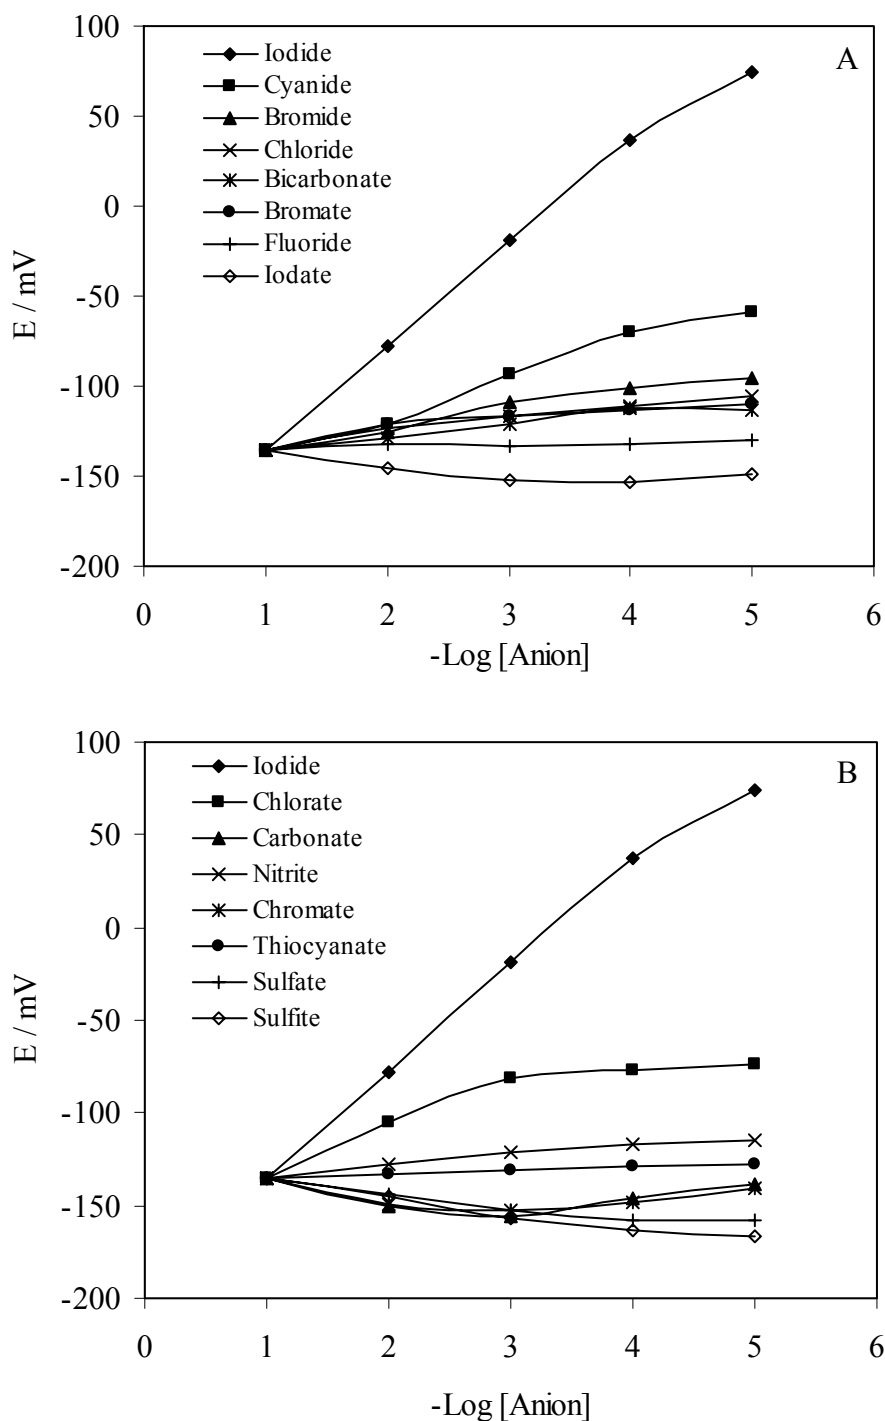 A
100
50
0
-50
-100
-150
-200
E / mV
Iodide
Cyanide
Bromide
Chloride
Bicarbonate
Bromate
Fluoride
Iodate
0 1 2 3 4 5 6
-Log [Anion]
B
100
50
0
-50
-100
-150
-200
E / mV
Iodide
Chlorate
Carbonate
Nitrite
Chromate
Thiocyanate
Sulfate
Sulfite
0 1 2 3 4 5 6
-Log [Anion]